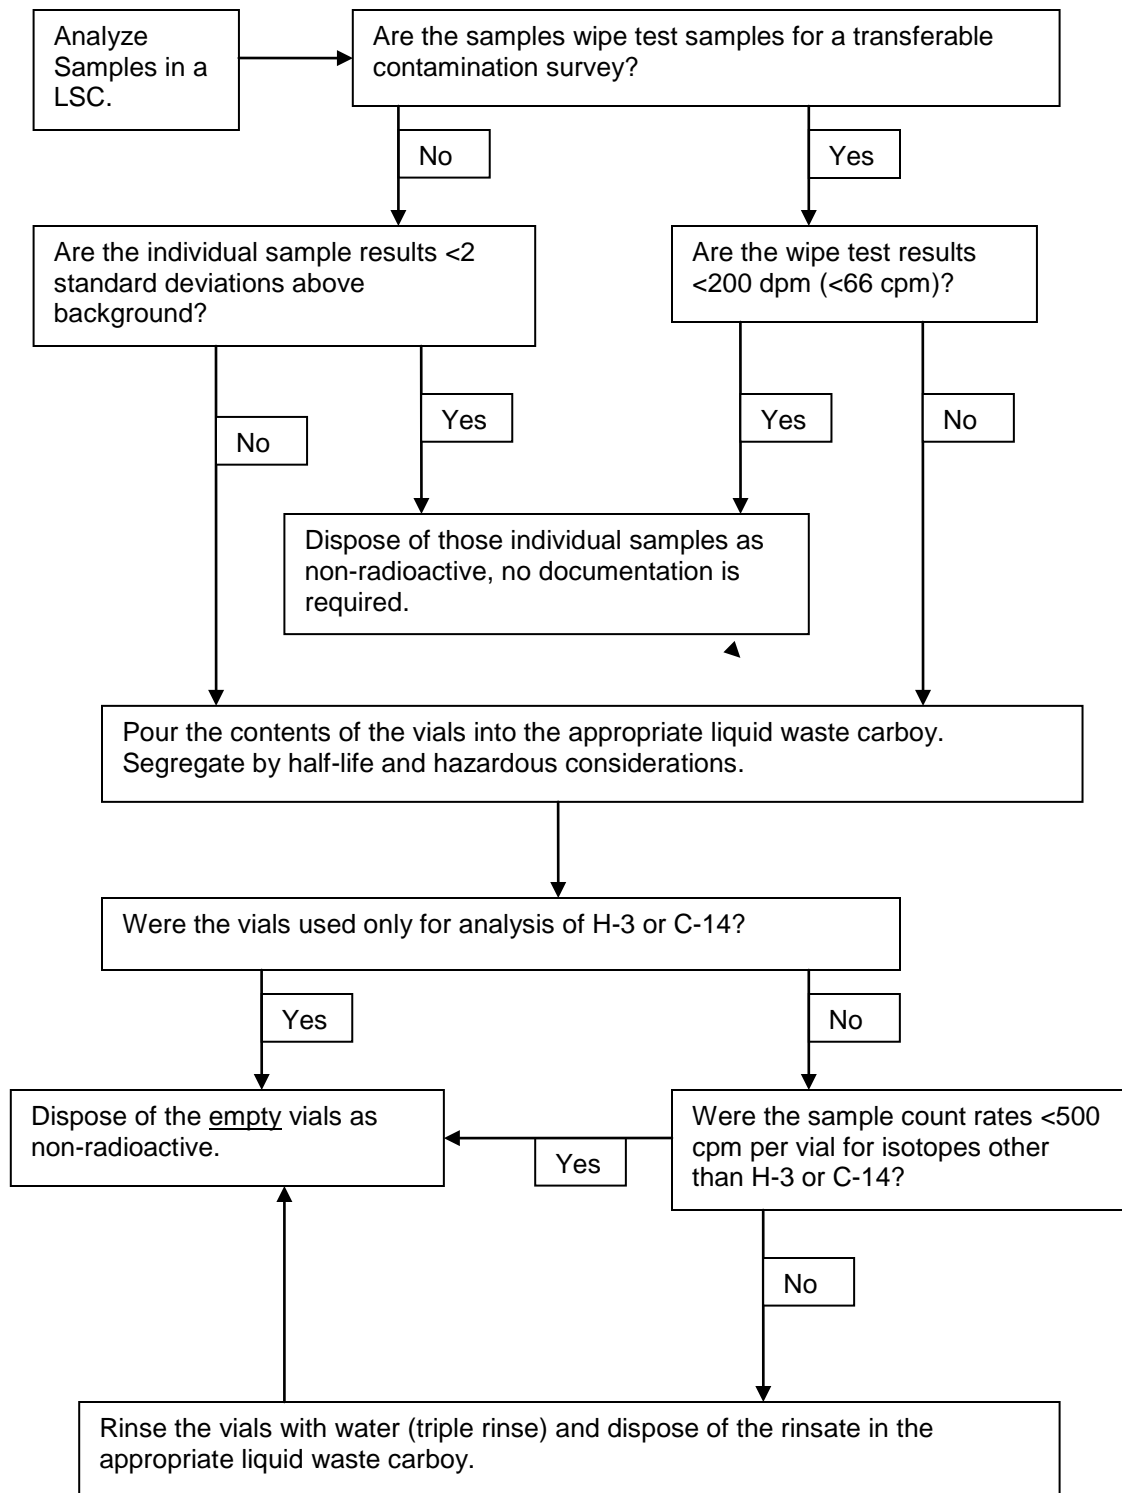 Analyze
Samples in a
LSC.
Are the samples wipe test samples for a transferable
contamination survey?
No
Yes
Are the individual sample results <2
standard deviations above
background?
Are the wipe test results
<200 dpm (<66 cpm)?
No
Yes
Yes
No
Dispose of those individual samples as
non-radioactive, no documentation is
required.
Pour the contents of the vials into the appropriate liquid waste carboy.
Segregate by half-life and hazardous considerations.
Were the vials used only for analysis of H-3 or C-14?
Yes
No
Dispose of the empty vials as
non-radioactive.
Were the sample count rates <500
cpm per vial for isotopes other
than H-3 or C-14?
Yes
No
Rinse the vials with water (triple rinse) and dispose of the rinsate in the
appropriate liquid waste carboy.